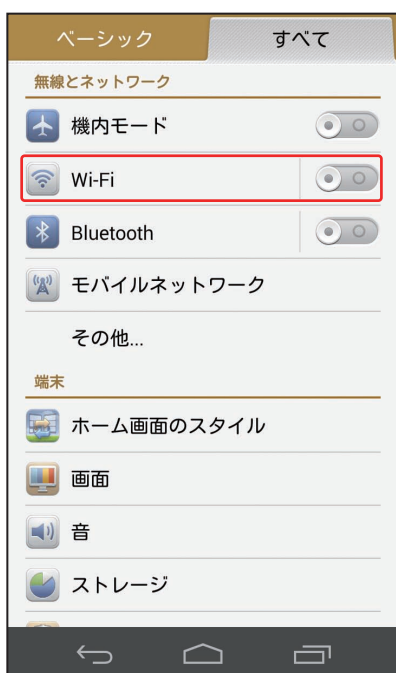 ベーシック
すべて
無線とネットワーク
機内モード
Wi-Fi
Bluetooth
モバイルネットワーク
その他...
端末
ホーム画面のスタイル
画面
音
ストレージ